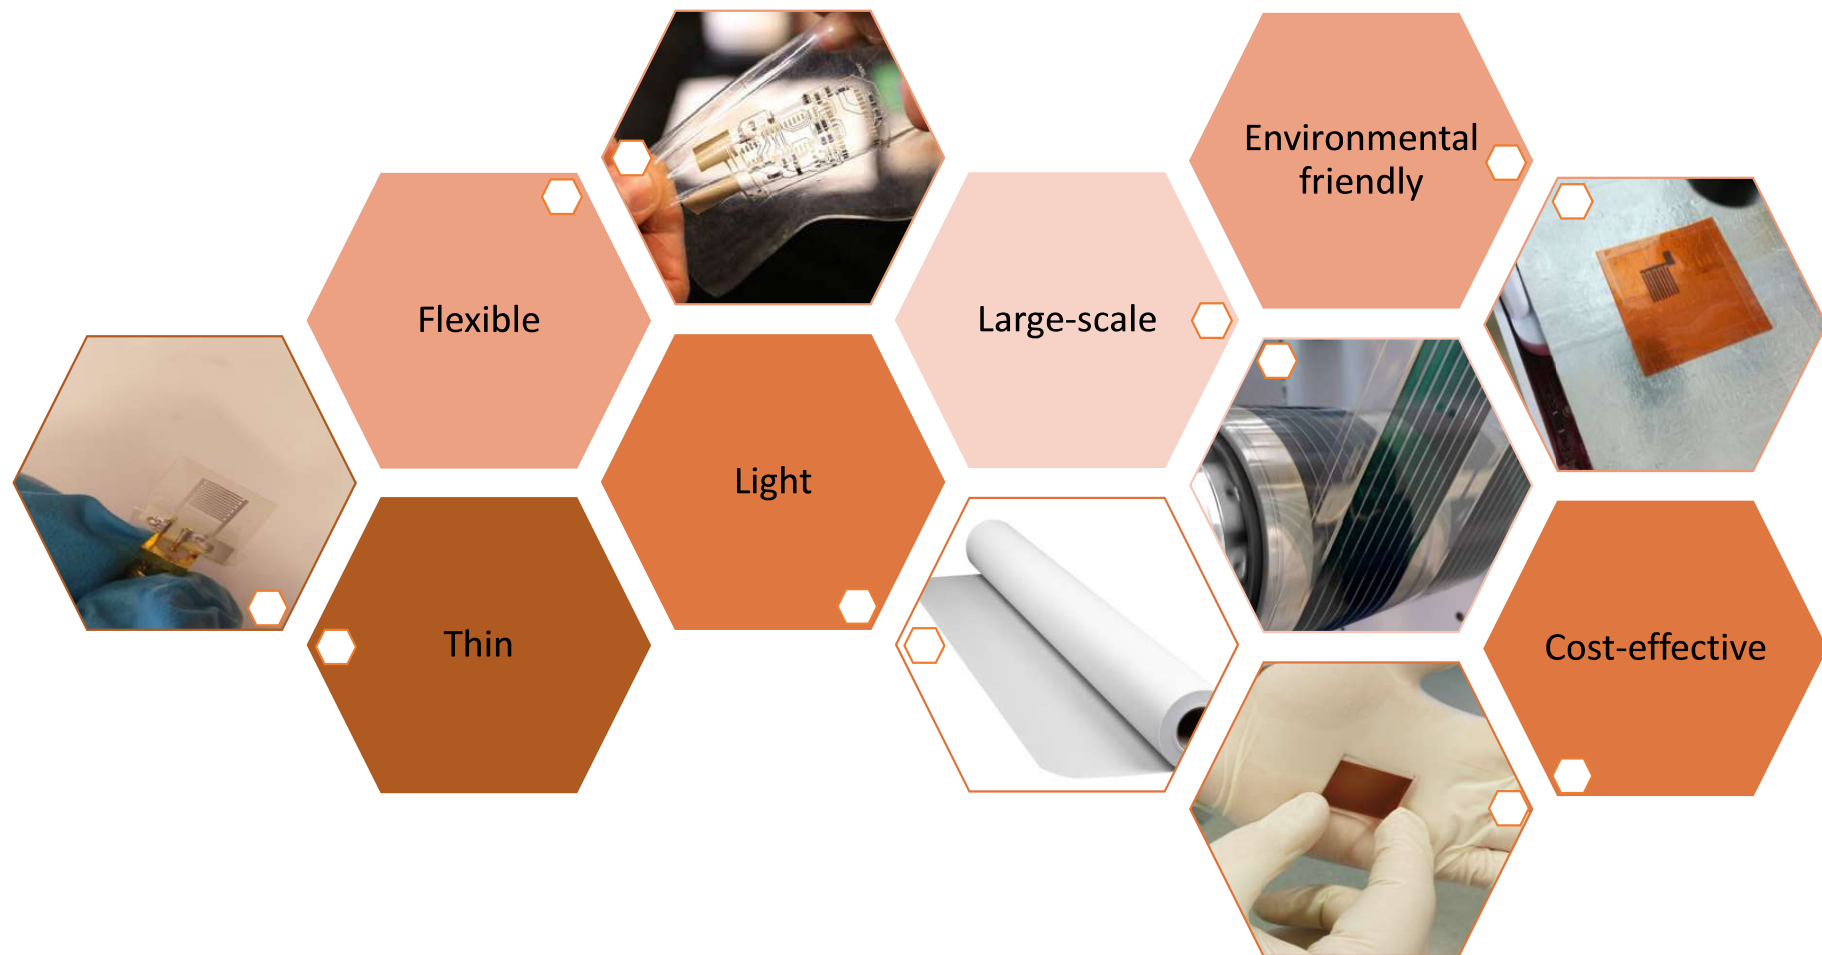 Flexible
Thin
Light
Large-scale
Environmental
friendly
Cost-effective